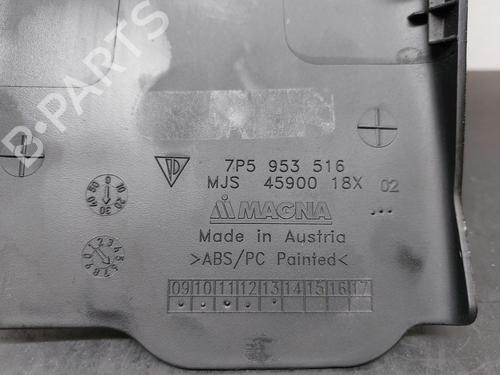 B-PARTS
7P5 953 516
MJS 45900 18X 02
MAGNA
Made in Austria
>ABS/PC Painted<
09 10 11 12 13 14 15 16 17